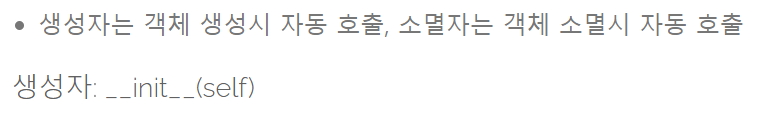 • 생성자는 객체 생성시 자동 호출, 소멸자는 객체 소멸시 자동 호출
생성자: __init__(self)